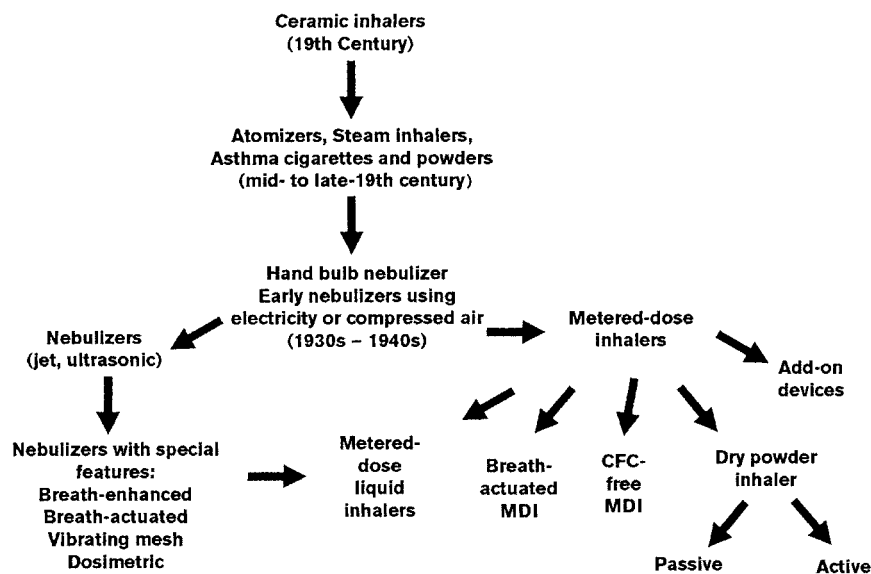 Ceramic inhalers
(19th Century)
Atomizers, Steam inhalers,
Asthma cigarettes and powders
(mid- to late-19th century)
Hand bulb nebulizer
Early nebulizers using
electricity or compressed air
(1930s – 1940s)
Nebulizers
(jet, ultrasonic)
Metered-dose
inhalers
Add-on
devices
Nebulizers with special
features:
Breath-enhanced
Breath-actuated
Vibrating mesh
Dosimetric
Metered-
dose
liquid
inhalers
Breath-
actuated
MDI
CFC-
free
MDI
Dry powder
inhaler
Passive
Active